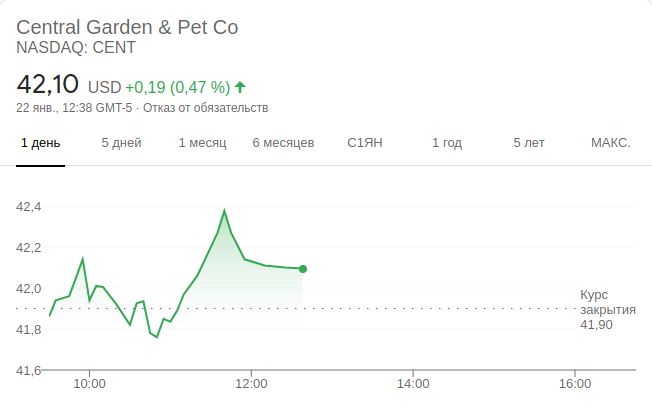 Central Garden & Pet Co
NASDAQ: CENT
42,10 USD +0,19 (0,47 %)
22 янв., 12:38 GMT-5 · Отказ от обязательств
1 день 5 дней 1 месяц 6 месяцев С1ЯН 1 год 5 лет МАКС.
42,4
42,2
42,0
Курс
закрытия
41,90
41,8
41,6
10:00 12:00 14:00 16:00